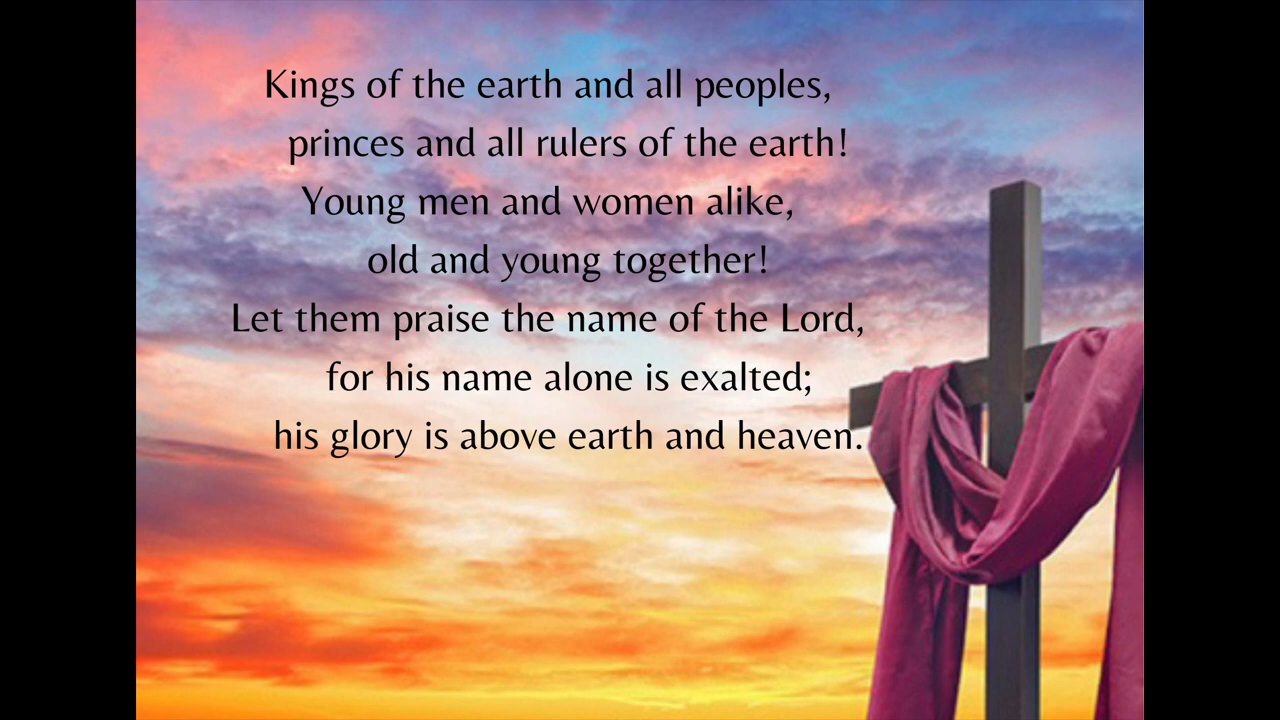 Kings of the earth and all peoples,
princes and all rulers of the earth!
Young men and women alike,
old and young together!
Let them praise the name of the Lord,
for his name alone is exalted;
his glory is above earth and heaven.